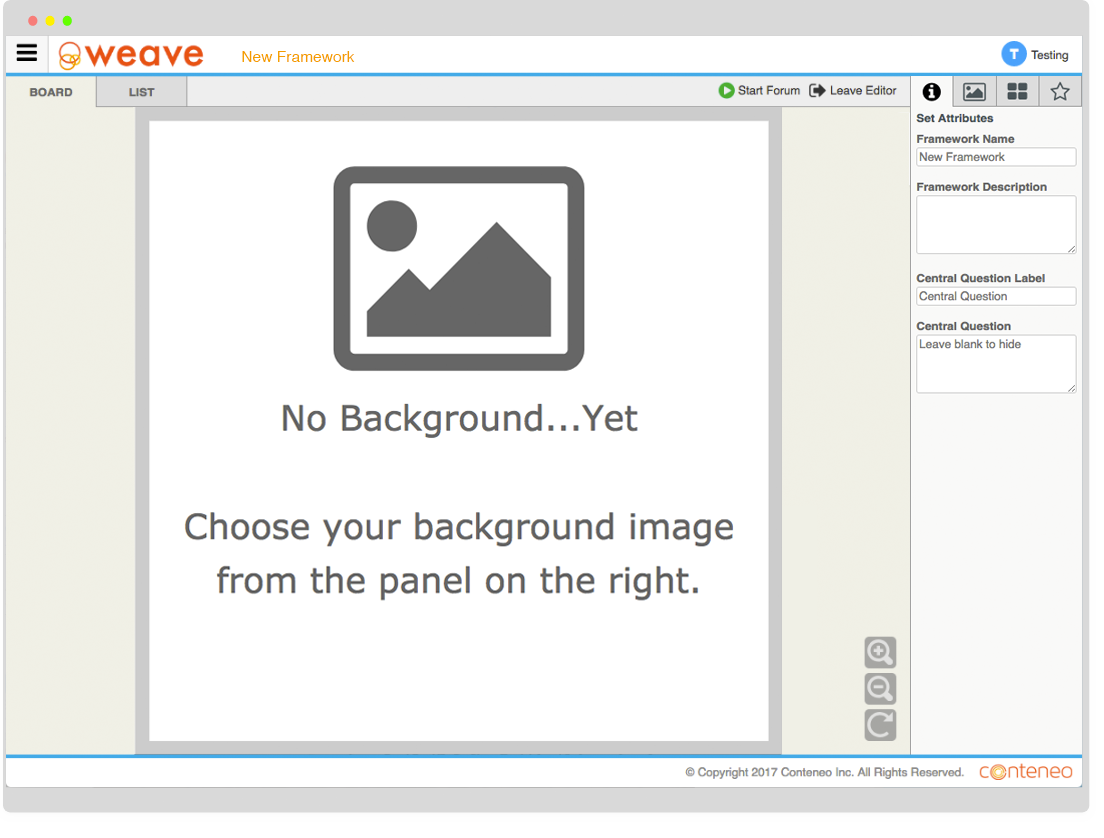 weave
New Framework
T
Testing
BOARD
LIST
Start Forum
Leave Editor
Set Attributes
Framework Name
New Framework
Framework Description
Central Question Label
Central Question
Central Question
Leave blank to hide
No Background...Yet
Choose your background image
from the panel on the right.
© Copyright 2017 Conteneo Inc. All Rights Reserved.
conteneo